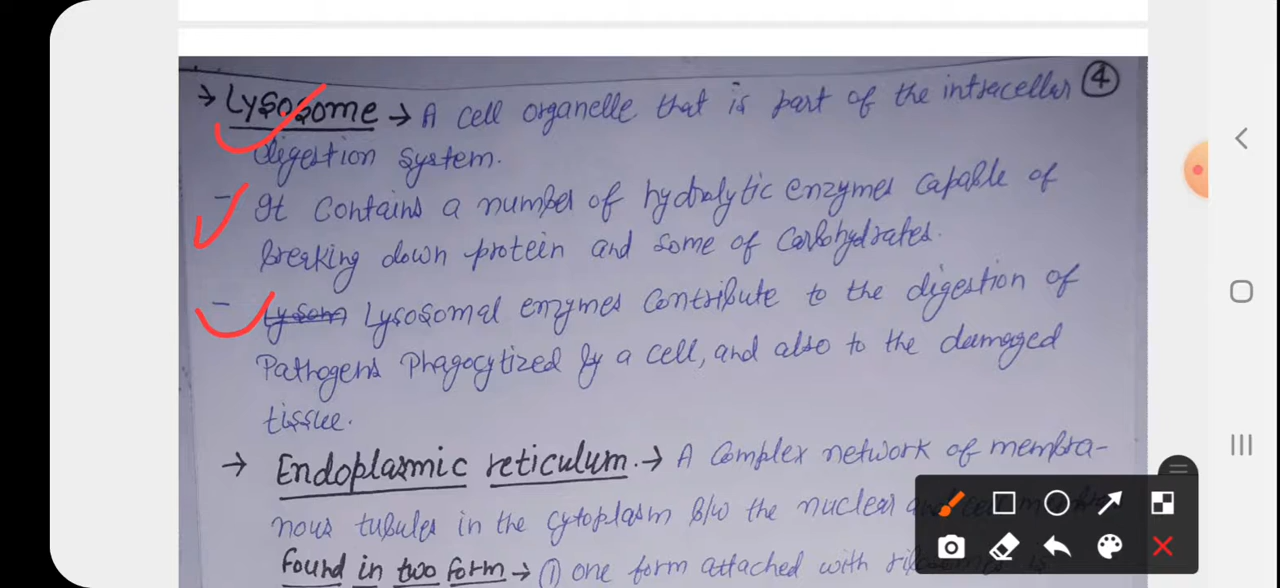 → Lysosome → A cell organelle that is part of the intracellular ④
digestion system.
- It contains a number of hydrolytic enzymes capable of
breaking down protein and some of carbohydrates.
- Lysosomal enzymes contribute to the digestion of
Pathogens Phagocytized by a cell, and also to the damaged
tissue.
→ Endoplasmic reticulum. → A complex network of membra-
nous tubules in the cytoplasm b/w the nuclear and
found in two form → ① one form attached with